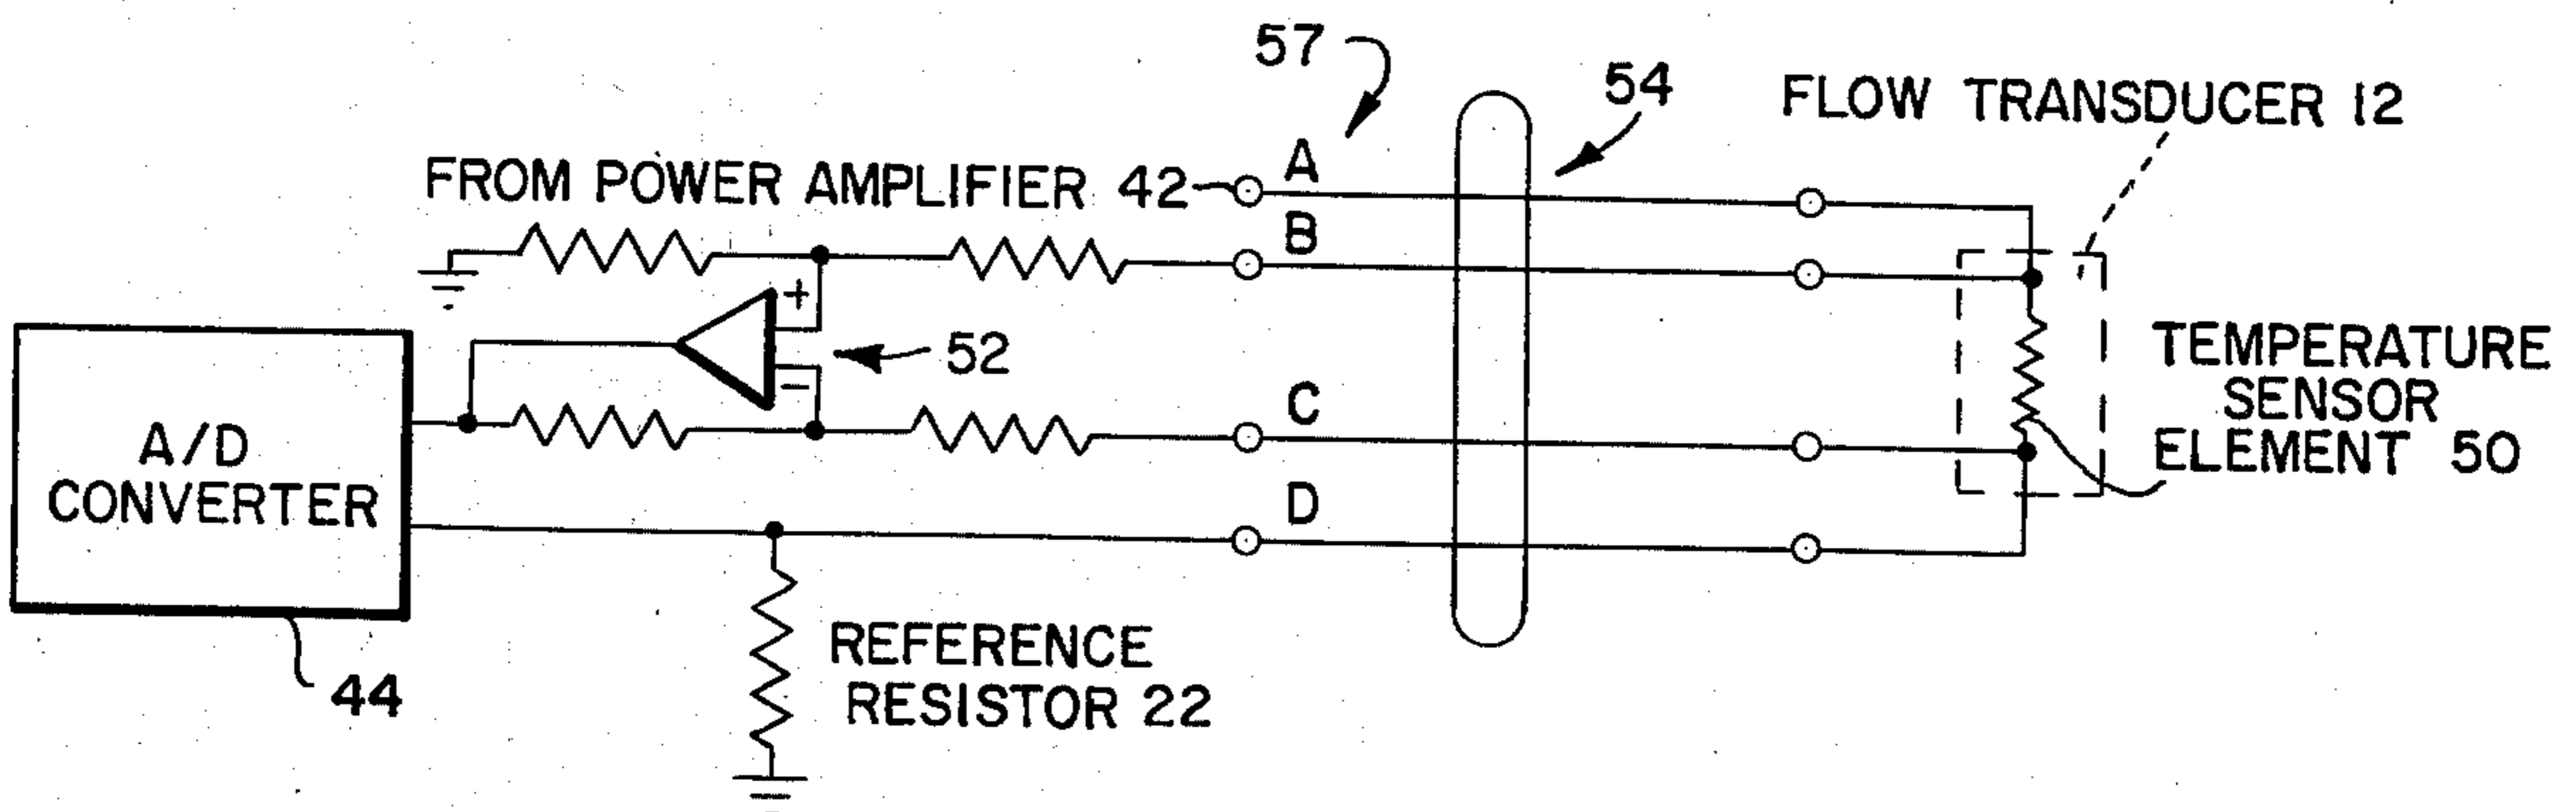 57
54
FLOW TRANSDUCER 12
A
FROM POWER AMPLIFIER 42
B
+
52
-
TEMPERATURE
SENSOR
ELEMENT 50
C
A/D
CONVERTER
D
REFERENCE
RESISTOR 22
44